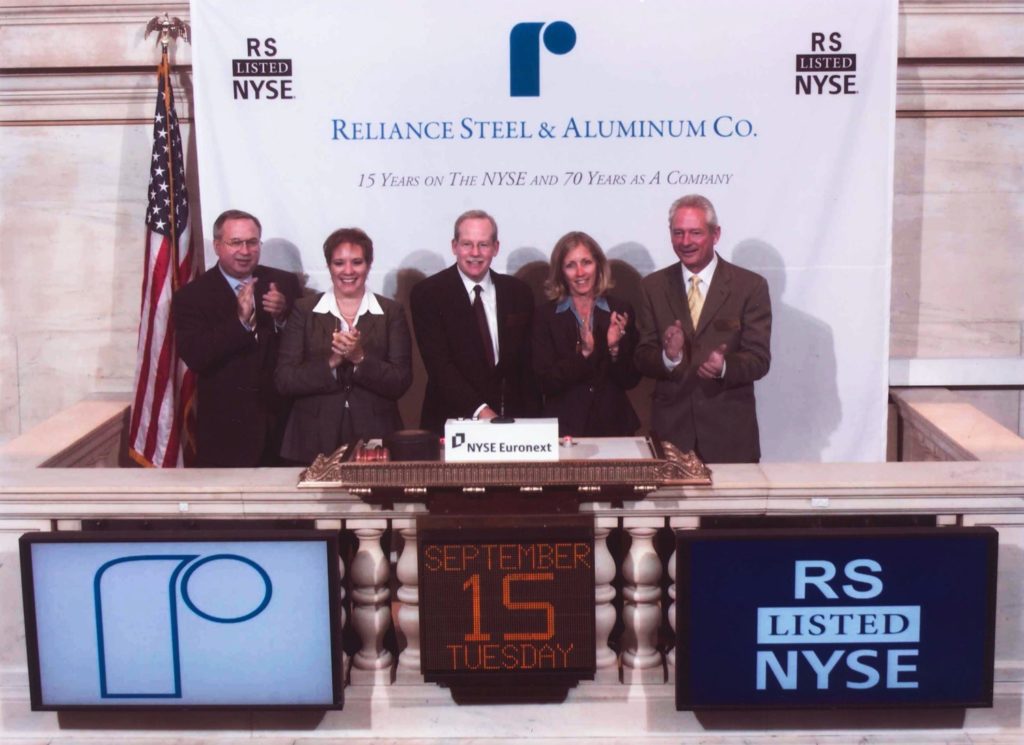 RS
LISTED
NYSE
RS
LISTED
NYSE
RELIANCE STEEL & ALUMINUM CO.
15 YEARS ON THE NYSE AND 70 YEARS AS A COMPANY
NYSE Euronext
SEPTEMBER
15
TUESDAY
RS
LISTED
NYSE